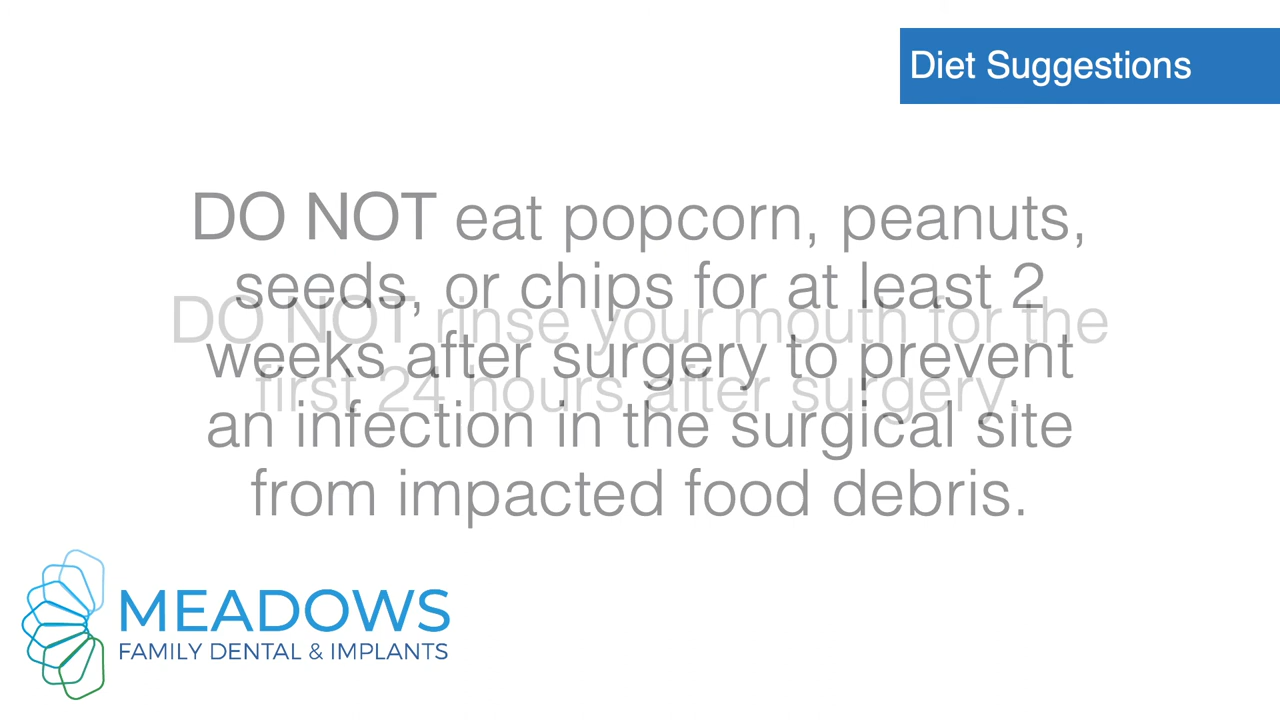 Diet Suggestions
DO NOT eat popcorn, peanuts,
seeds, or chips for at least 2
weeks after surgery to prevent
an infection in the surgical site
from impacted food debris.
DO NOT rinse your mouth for the
first 24 hours after surgery.
MEADOWS
FAMILY DENTAL & IMPLANTS